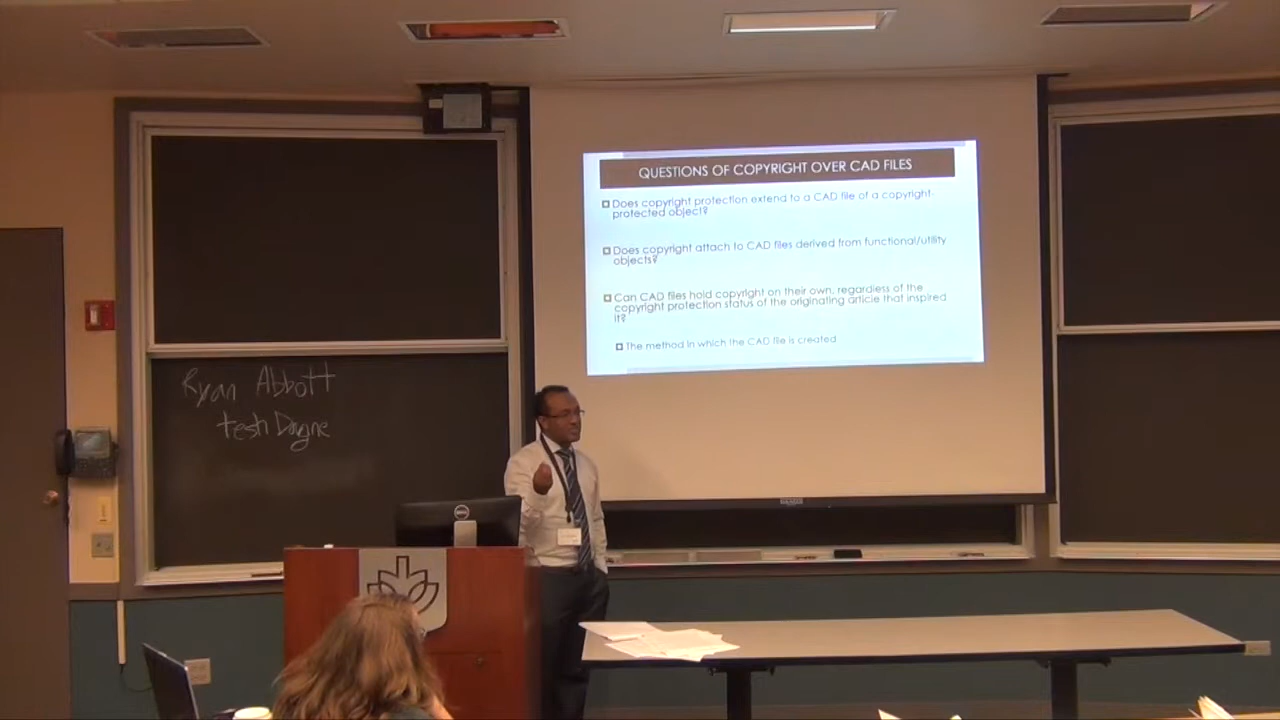 QUESTIONS OF COPYRIGHT OVER CAD FILES
Does copyright protection extend to a CAD file of a copyright-
protected object?
Does copyright attach to CAD files derived from functional/utility
objects?
Can CAD files hold copyright on their own, regardless of the
copyright protection status of the originating article that inspired
it?
The method in which the CAD file is created
Ryan Abbott
tesh Dagne
DELL